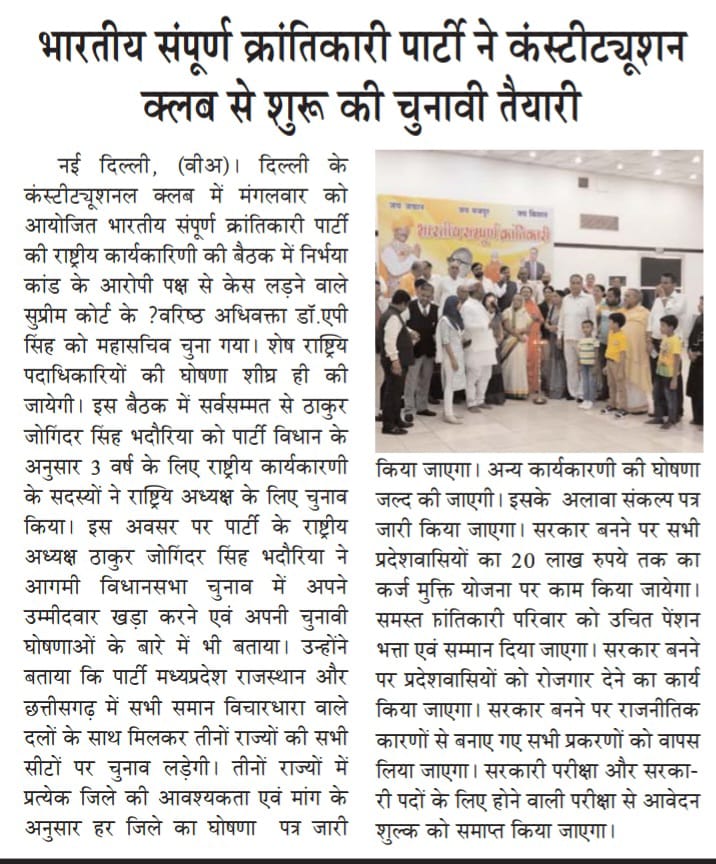 भारतीय संपूर्ण क्रांतिकारी पार्टी ने कंस्टीट्यूशन
क्लब से शुरू की चुनावी तैयारी
नई दिल्ली, (वीअ)। दिल्ली के
कंस्टीट्यूशनल क्लब में मंगलवार को
आयोजित भारतीय संपूर्ण क्रांतिकारी पार्टी
की राष्ट्रीय कार्यकारिणी की बैठक में निर्भया
कांड के आरोपी पक्ष से केस लड़ने वाले
सुप्रीम कोर्ट के ?वरिष्ठ अधिवक्ता डॉ.एपी
सिंह को महासचिव चुना गया। शेष राष्ट्रिय
पदाधिकारियों की घोषणा शीघ्र ही की
जायेगी। इस बैठक में सर्वसम्मत से ठाकुर
जोगिंदर सिंह भदौरिया को पार्टी विधान के
अनुसार 3 वर्ष के लिए राष्ट्रीय कार्यकारणी
के सदस्यों ने राष्ट्रिय अध्यक्ष के लिए चुनाव
किया। इस अवसर पर पार्टी के राष्ट्रीय
अध्यक्ष ठाकुर जोगिंदर सिंह भदौरिया ने
आगमी विधानसभा चुनाव में अपने
उम्मीदवार खड़ा करने एवं अपनी चुनावी
घोषणाओं के बारे में भी बताया। उन्होंने
बताया कि पार्टी मध्यप्रदेश राजस्थान और
छत्तीसगढ़ में सभी समान विचारधारा वाले
दलों के साथ मिलकर तीनों राज्यों की सभी
सीटों पर चुनाव लड़ेगी। तीनों राज्यों में
प्रत्येक जिले की आवश्यकता एवं मांग के
अनुसार हर जिले का घोषणा पत्र जारी
जय जवान
जय मजदूर
जय किसान
भारतीय संपूर्ण क्रांतिकारी
किया जाएगा। अन्य कार्यकारणी की घोषणा
जल्द की जाएगी। इसके अलावा संकल्प पत्र
जारी किया जाएगा। सरकार बनने पर सभी
प्रदेशवासियों का 20 लाख रुपये तक का
कर्ज मुक्ति योजना पर काम किया जायेगा।
समस्त ांतिकारी परिवार को उचित पेंशन
भत्ता एवं सम्मान दिया जाएगा। सरकार बनने
पर प्रदेशवासियों को रोजगार देने का कार्य
किया जाएगा। सरकार बनने पर राजनीतिक
कारणों से बनाए गए सभी प्रकरणों को वापस
लिया जाएगा। सरकारी परीक्षा और सरका-
री पदों के लिए होने वाली परीक्षा से आवेदन
शुल्क को समाप्त किया जाएगा।